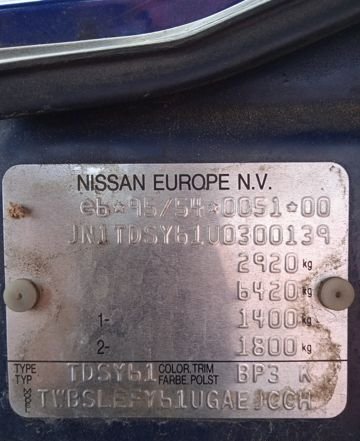 NISSAN EUROPE N.V.
e6*95/54*0051*00
JN1TDSY61U0300139
2920 kg
6420 kg
1- 1400 kg
2- 1800 kg
TYPE TYP TDSY61 COLOR.TRIM FARBE.POLST BP3 K
TWBSLEFY61UGAEJCCH